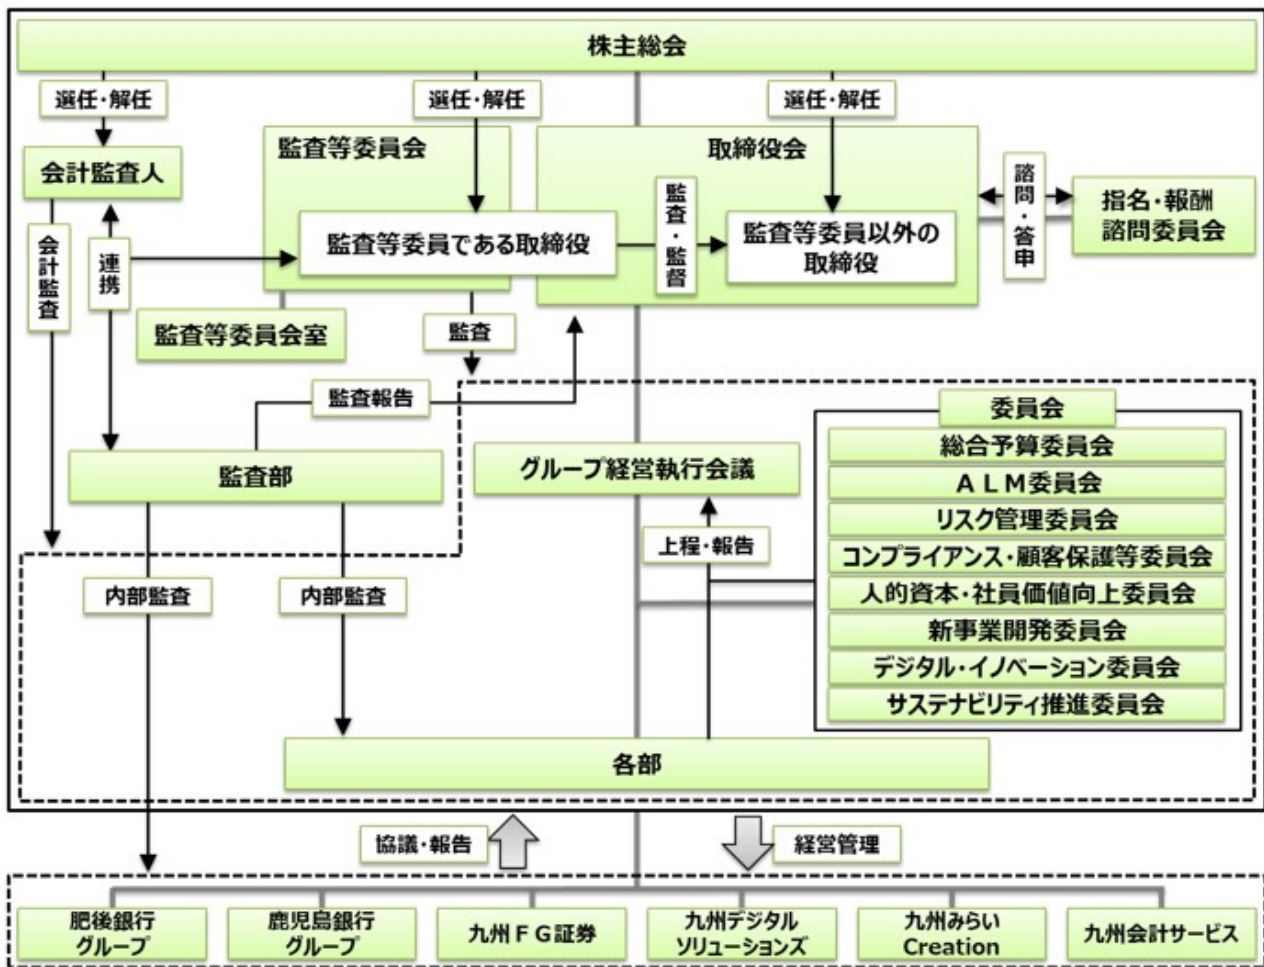 株主総会
選任・解任
選任・解任
選任・解任
会計監査人
監査等委員会
取締役会
監査等委員である取締役
監査・監督
監査等委員以外の
取締役
諮問・答申
指名・報酬
諮問委員会
会計監査
連携
監査等委員会室
監査
監査報告
監査部
グループ経営執行会議
上程・報告
委員会
総合予算委員会
ALM委員会
リスク管理委員会
コンプライアンス・顧客保護等委員会
人的資本・社員価値向上委員会
新事業開発委員会
デジタル・イノベーション委員会
サステナビリティ推進委員会
内部監査
内部監査
各部
協議・報告
経営管理
肥後銀行
グループ
鹿児島銀行
グループ
九州FG証券
九州デジタル
ソリューションズ
九州みらい
Creation
九州会計サービス